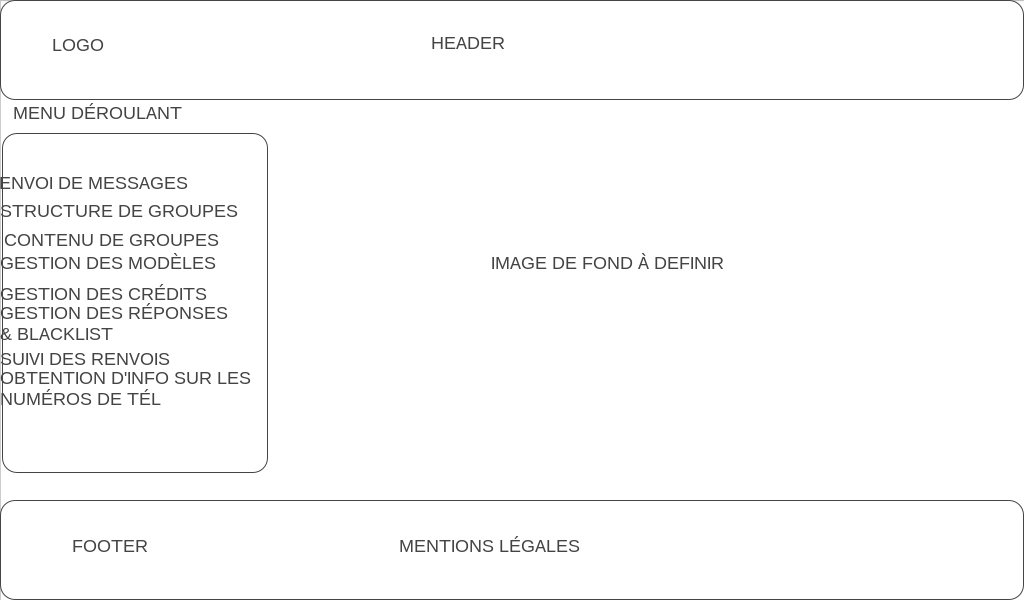 LOGO
HEADER
MENU DÉROULANT
ENVOI DE MESSAGES
STRUCTURE DE GROUPES
CONTENU DE GROUPES
GESTION DES MODÈLES
IMAGE DE FOND À DEFINIR
GESTION DES CRÉDITS
GESTION DES RÉPONSES
& BLACKLIST
SUIVI DES RENVOIS
OBTENTION D'INFO SUR LES
NUMÉROS DE TÉL
FOOTER
MENTIONS LÉGALES